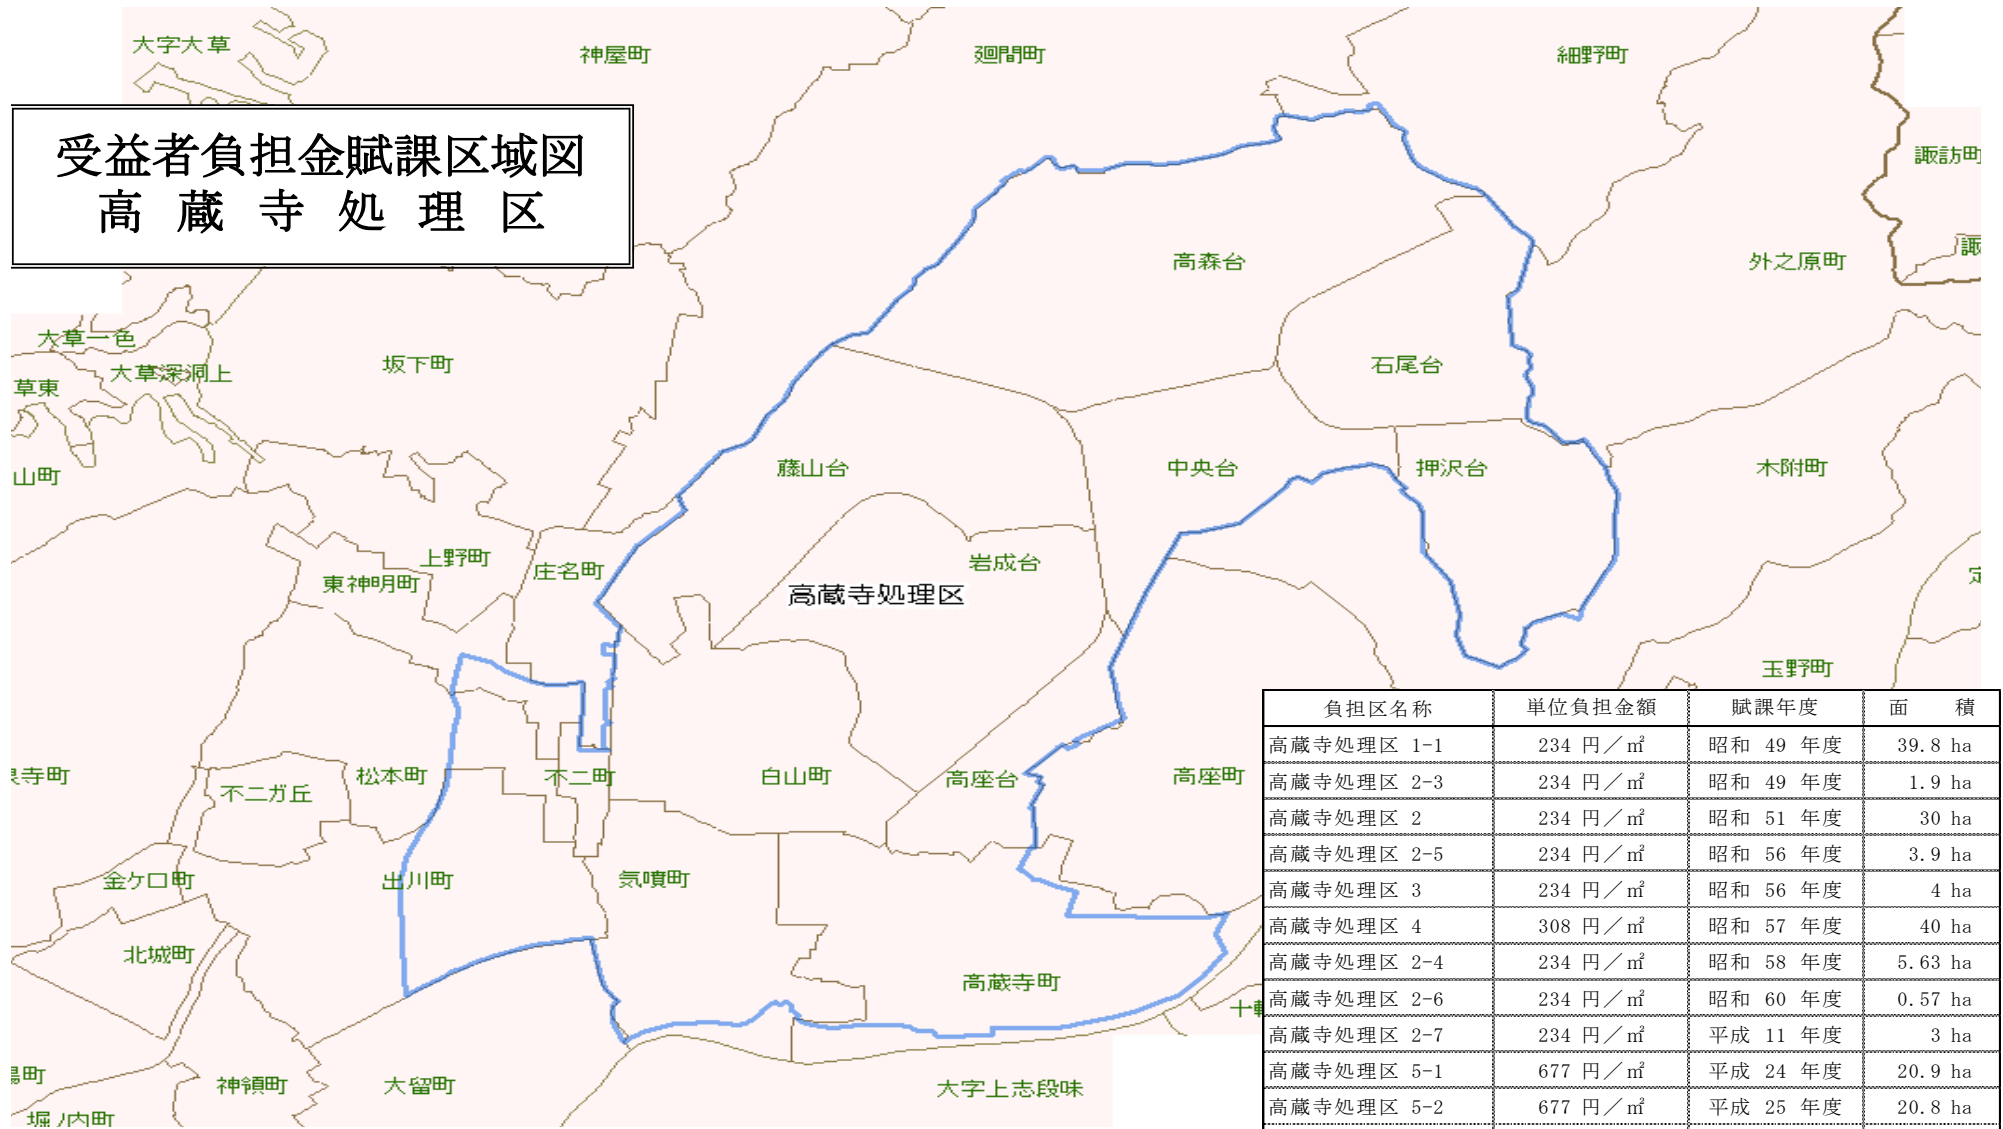 大字大草
神屋町
廻間町
細野町
受益者負担金賦課区域図
高蔵寺処理区
諏訪町
高森台
外之原町
諏
大草一色
坂下町
石尾台
大草深洞上
草東
山町
藤山台
中央台
押沢台
木附町
上野町
庄名町
岩成台
東神明町
高蔵寺処理区
定
玉野町
泉寺町
松本町
不二町
白山町
高座台
高座町
不二ガ丘
金ケ口町
出川町
気噴町
北城町
高蔵寺町
神領町
大留町
大字上志段味
堀ノ内町
負担区名称 単位負担金額 賦課年度 面 積
高蔵寺処理区 1-1 234 円/㎡ 昭和 49 年度 39.8 ha
高蔵寺処理区 2-3 234 円/㎡ 昭和 49 年度 1.9 ha
高蔵寺処理区 2 234 円/㎡ 昭和 51 年度 30 ha
高蔵寺処理区 2-5 234 円/㎡ 昭和 56 年度 3.9 ha
高蔵寺処理区 3 234 円/㎡ 昭和 56 年度 4 ha
高蔵寺処理区 4 308 円/㎡ 昭和 57 年度 40 ha
高蔵寺処理区 2-4 234 円/㎡ 昭和 58 年度 5.63 ha
高蔵寺処理区 2-6 234 円/㎡ 昭和 60 年度 0.57 ha
高蔵寺処理区 2-7 234 円/㎡ 平成 11 年度 3 ha
高蔵寺処理区 5-1 677 円/㎡ 平成 24 年度 20.9 ha
高蔵寺処理区 5-2 677 円/㎡ 平成 25 年度 20.8 ha